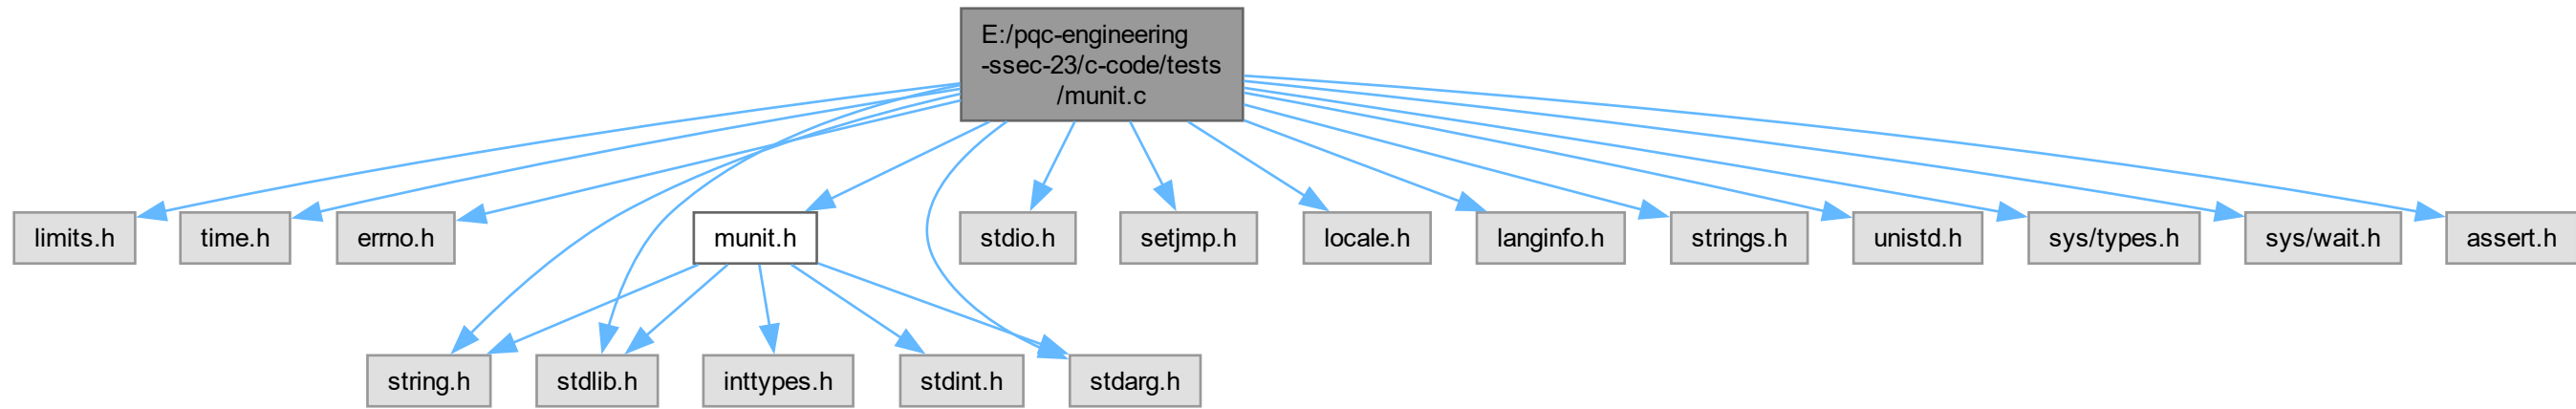 E:/pqc-engineering
-ssec-23/c-code/tests
/munit.c
limits.h
time.h
errno.h
munit.h
stdio.h
setjmp.h
locale.h
langinfo.h
strings.h
unistd.h
sys/types.h
sys/wait.h
assert.h
string.h
stdlib.h
inttypes.h
stdint.h
stdarg.h